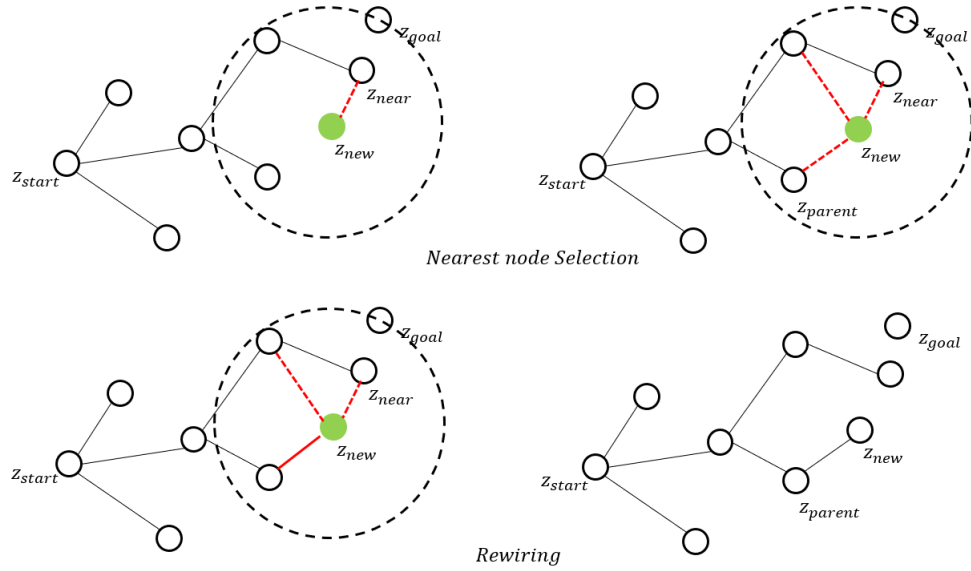 z_goal
z_near
z_new
z_start
z_goal
z_near
z_new
z_start
z_parent
Nearest node Selection
z_goal
z_near
z_new
z_start
z_goal
z_new
z_start
z_parent
Rewiring